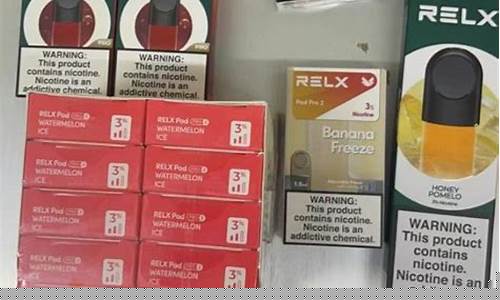 WARNING:
This product
contains nicotine.
Nicotine is an
addictive chemical.
WARNING:
This product
contains nicotine.
Nicotine is an
addictive chemical.
RELX Pod
WATERMELON
ICE
3%
RELX Pod
WATERMELON
ICE
3%
RELX Pod
WATERMELON
ICE
3%
RELX Pod
WATERMELON
ICE
3%
RELX Pod
WATERMELON
ICE
3%
RELX Pod
WATERMELON
ICE
3%
RELX Pod
WATERMELON
ICE
3%
RELX Pod
WATERMELON
ICE
3%
RELX
Pod Pro 2
3%
Nicotine
Banana
Freeze
WARNING:
This product
contains nicotine.
Nicotine is an
addictive chemical.
RELX
HONEY
POMELO
3% Nicotine
WARNING:
This product
contains nicotine.
Nicotine is an